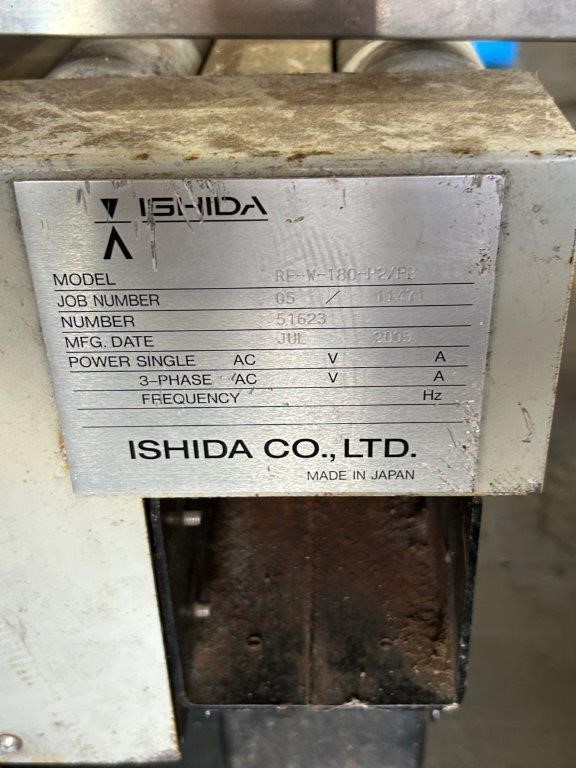 ISHIDA
MODEL RE-W-180-P2/PB
JOB NUMBER 05 / 11471
NUMBER 51623
MFG. DATE JUL 2005
POWER SINGLE AC V A
3-PHASE AC V A
FREQUENCY Hz
ISHIDA CO., LTD.
MADE IN JAPAN